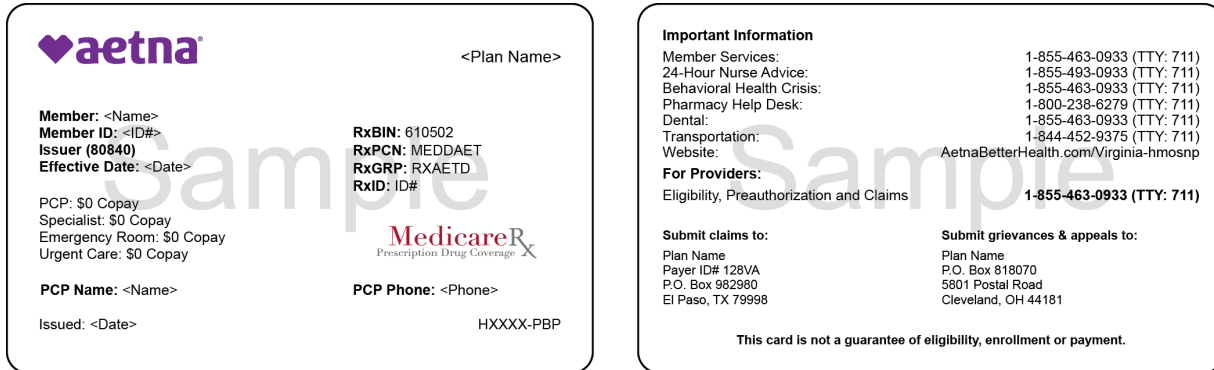 aetna®
<Plan Name>
Member: <Name>
Member ID: <ID#>
Issuer (80840)
Effective Date: <Date>
RxBIN: 610502
RxPCN: MEDDAET
RxGRP: RXAETD
RxID: ID#
Sample
PCP: $0 Copay
Specialist: $0 Copay
Emergency Room: $0 Copay
Urgent Care: $0 Copay
MedicareRx
Prescription Drug Coverage
PCP Name: <Name>
PCP Phone: <Phone>
Issued: <Date>
HXXXX-PBP
Important Information
Member Services: 1-855-463-0933 (TTY: 711)
24-Hour Nurse Advice: 1-855-493-0933 (TTY: 711)
Behavioral Health Crisis: 1-855-463-0933 (TTY: 711)
Pharmacy Help Desk: 1-800-238-6279 (TTY: 711)
Dental: 1-855-463-0933 (TTY: 711)
Transportation: 1-844-452-9375 (TTY: 711)
Website: AetnaBetterHealth.com/Virginia-hmosnp
Sample
For Providers:
Eligibility, Preauthorization and Claims 1-855-463-0933 (TTY: 711)
Submit claims to:
Plan Name
Payer ID# 128VA
P.O. Box 982980
El Paso, TX 79998
Submit grievances & appeals to:
Plan Name
P.O. Box 818070
5801 Postal Road
Cleveland, OH 44181
This card is not a guarantee of eligibility, enrollment or payment.